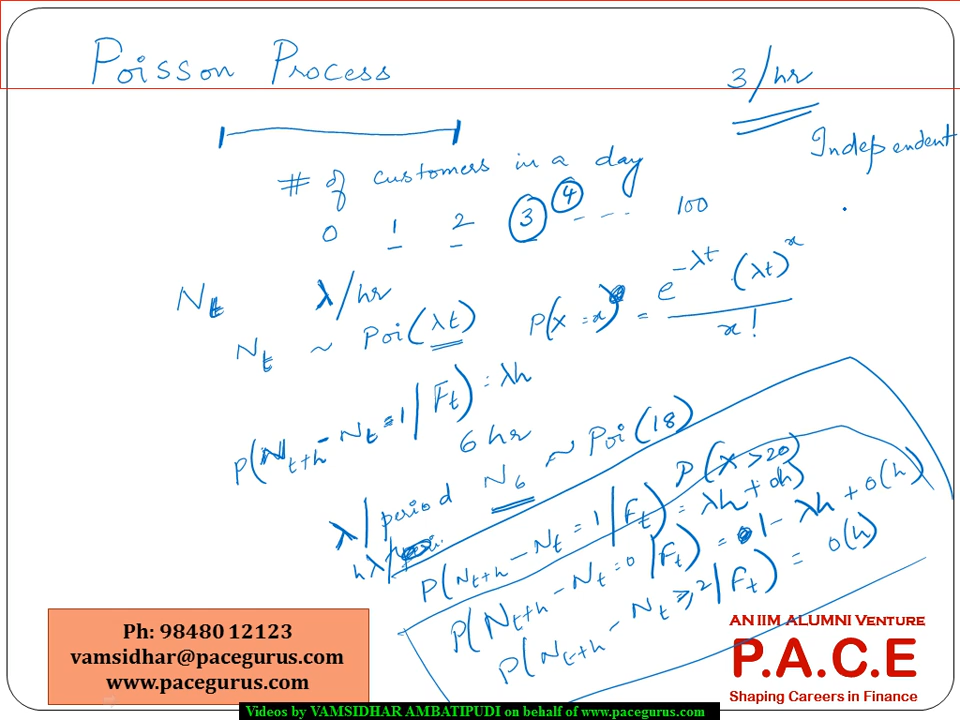 Poisson Process
3/hr
Independent
# of customers in a day
0 1 2 3 4 - - - 100
Nt λ/hr
Nt ~ Poi(λt) P(X = x) = e^-λt (λt)^x / x!
P(Nt+h - Nt = 1 | Ft) = λh
6 hr
λ/period N6 ~ Poi(18)
P(X > 20)
hλ/
P(Nt+h - Nt = 1 | Ft) = λh + o(h)
P(Nt+h - Nt = 0 | Ft) = 1 - λh + o(h)
P(Nt+h - Nt ≥ 2 | Ft) = o(h)
Ph: 98480 12123
vamsidhar@pacegurus.com
www.pacegurus.com
AN IIM ALUMNI VENTURE
P.A.C.E
Shaping Careers in Finance
Videos by VAMSIDHAR AMBATIPUDI on behalf of www.pacegurus.com